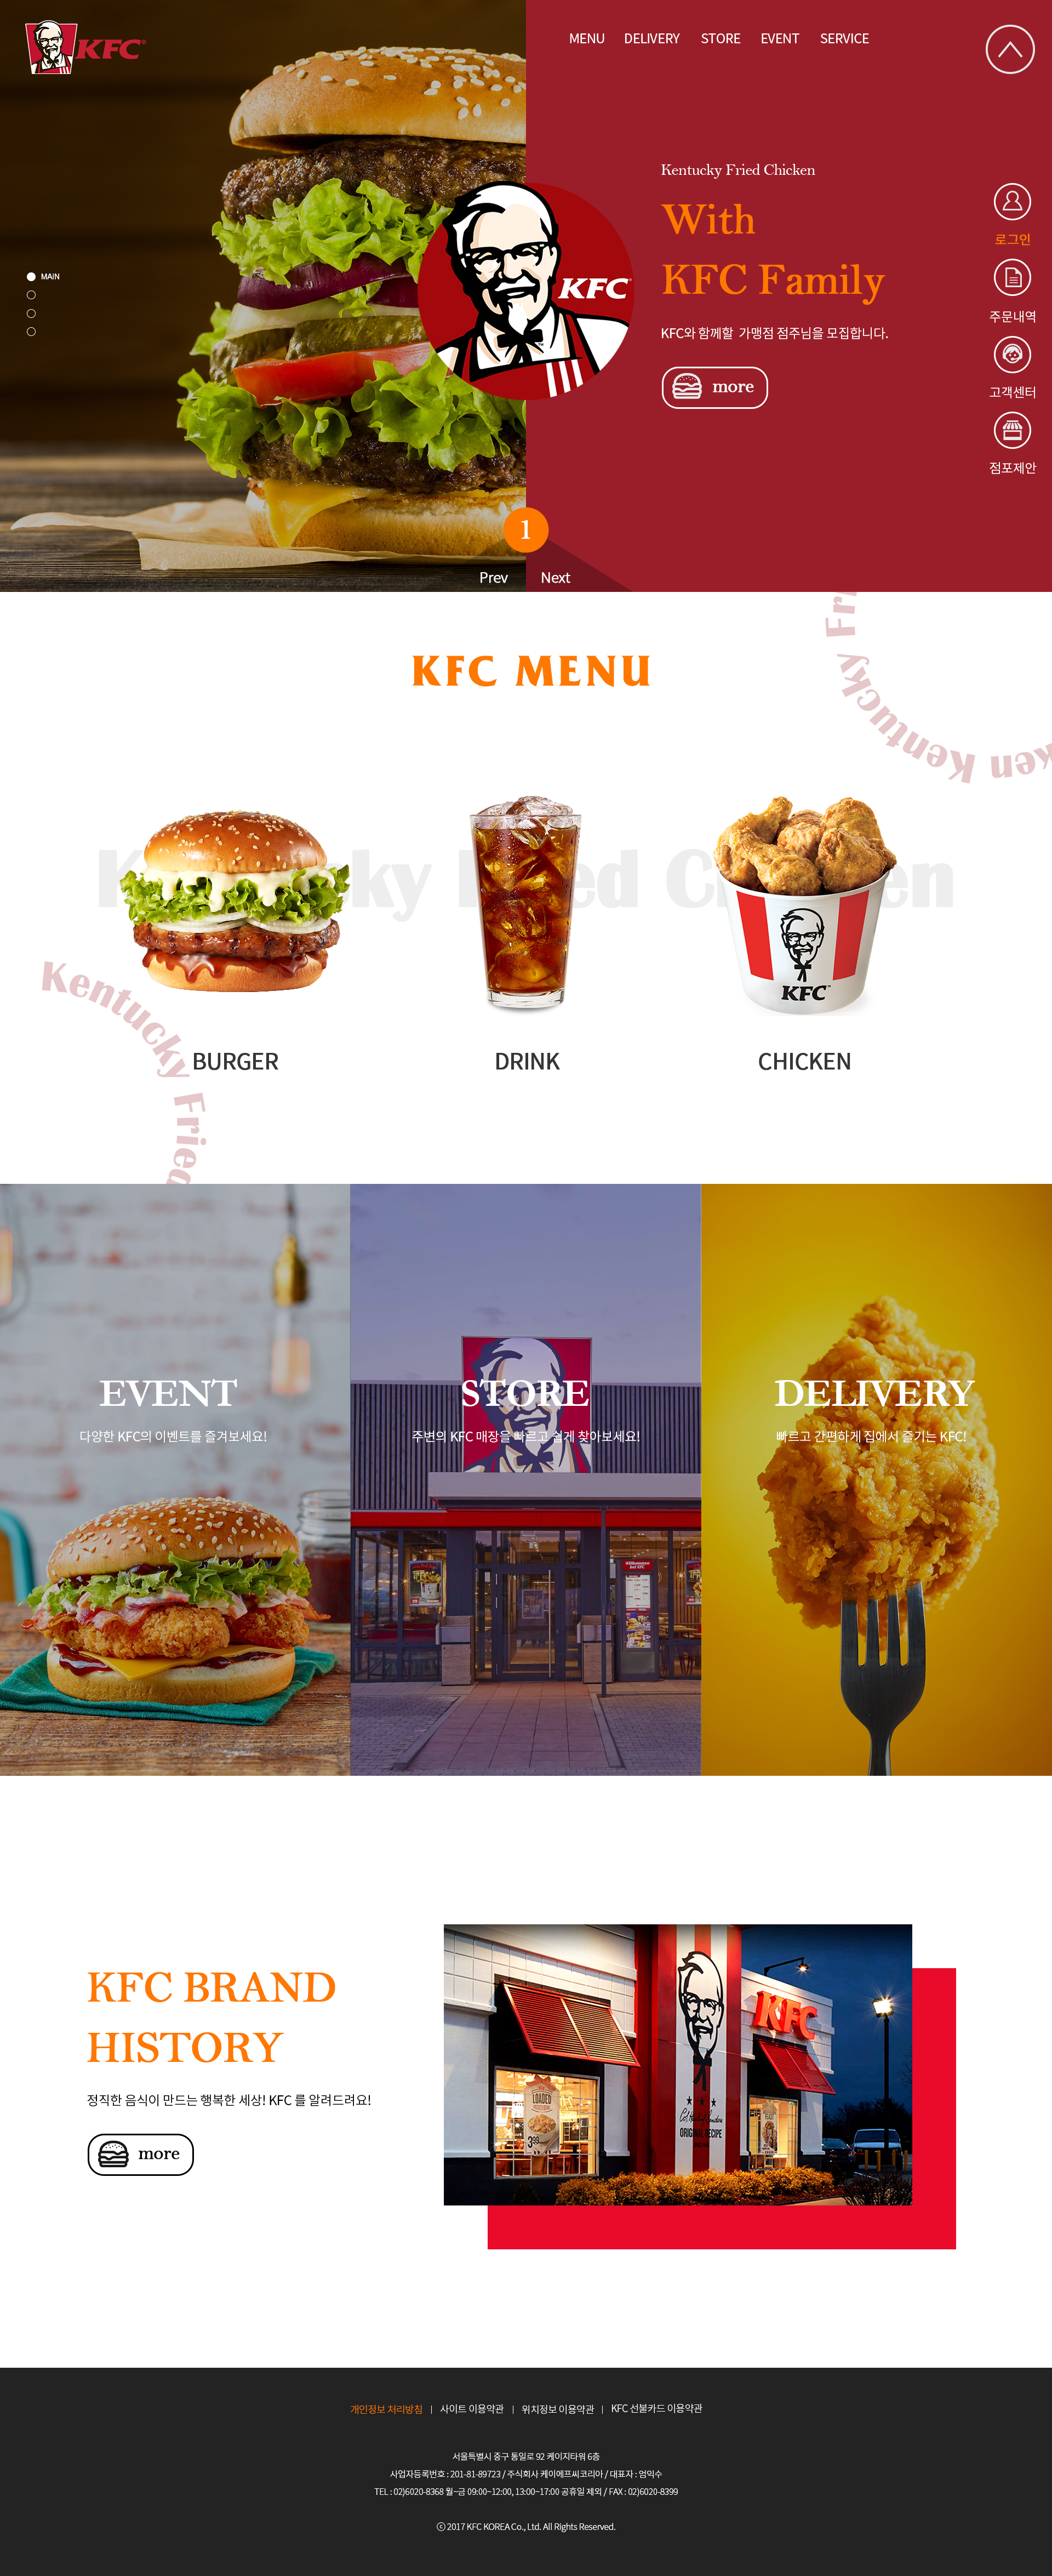 KFC
MENU DELIVERY STORE EVENT SERVICE
Kentucky Fried Chicken
With
KFC Family
KFC와 함께할 가맹점 점주님을 모집합니다.
more
KFC
MAIN
로그인
주문내역
고객센터
점포제안
1
Prev Next
KFC MENU
Kentucky Fri
ken
Kentucky Fried Chicken
KFC
Kentucky Fried
BURGER DRINK CHICKEN
EVENT
다양한 KFC의 이벤트를 즐겨보세요!
STORE
주변의 KFC 매장을 빠르고 쉽게 찾아보세요!
DELIVERY
빠르고 간편하게 집에서 즐기는 KFC!
KFC BRAND
HISTORY
정직한 음식이 만드는 행복한 세상! KFC 를 알려드려요!
more
KFC
LOADED
3.99
ORIGINAL RECIPE
개인정보 처리방침 | 사이트 이용약관 | 위치정보 이용약관 | KFC 선불카드 이용약관
서울특별시 중구 통일로 92 케이지타워 6층
사업자등록번호 : 201-81-89723 / 주식회사 케이에프씨코리아 / 대표자 : 엄익수
TEL : 02)6020-8368 월~금 09:00~12:00, 13:00~17:00 공휴일 제외 / FAX : 02)6020-8399
ⓒ 2017 KFC KOREA Co., Ltd. All Rights Reserved.